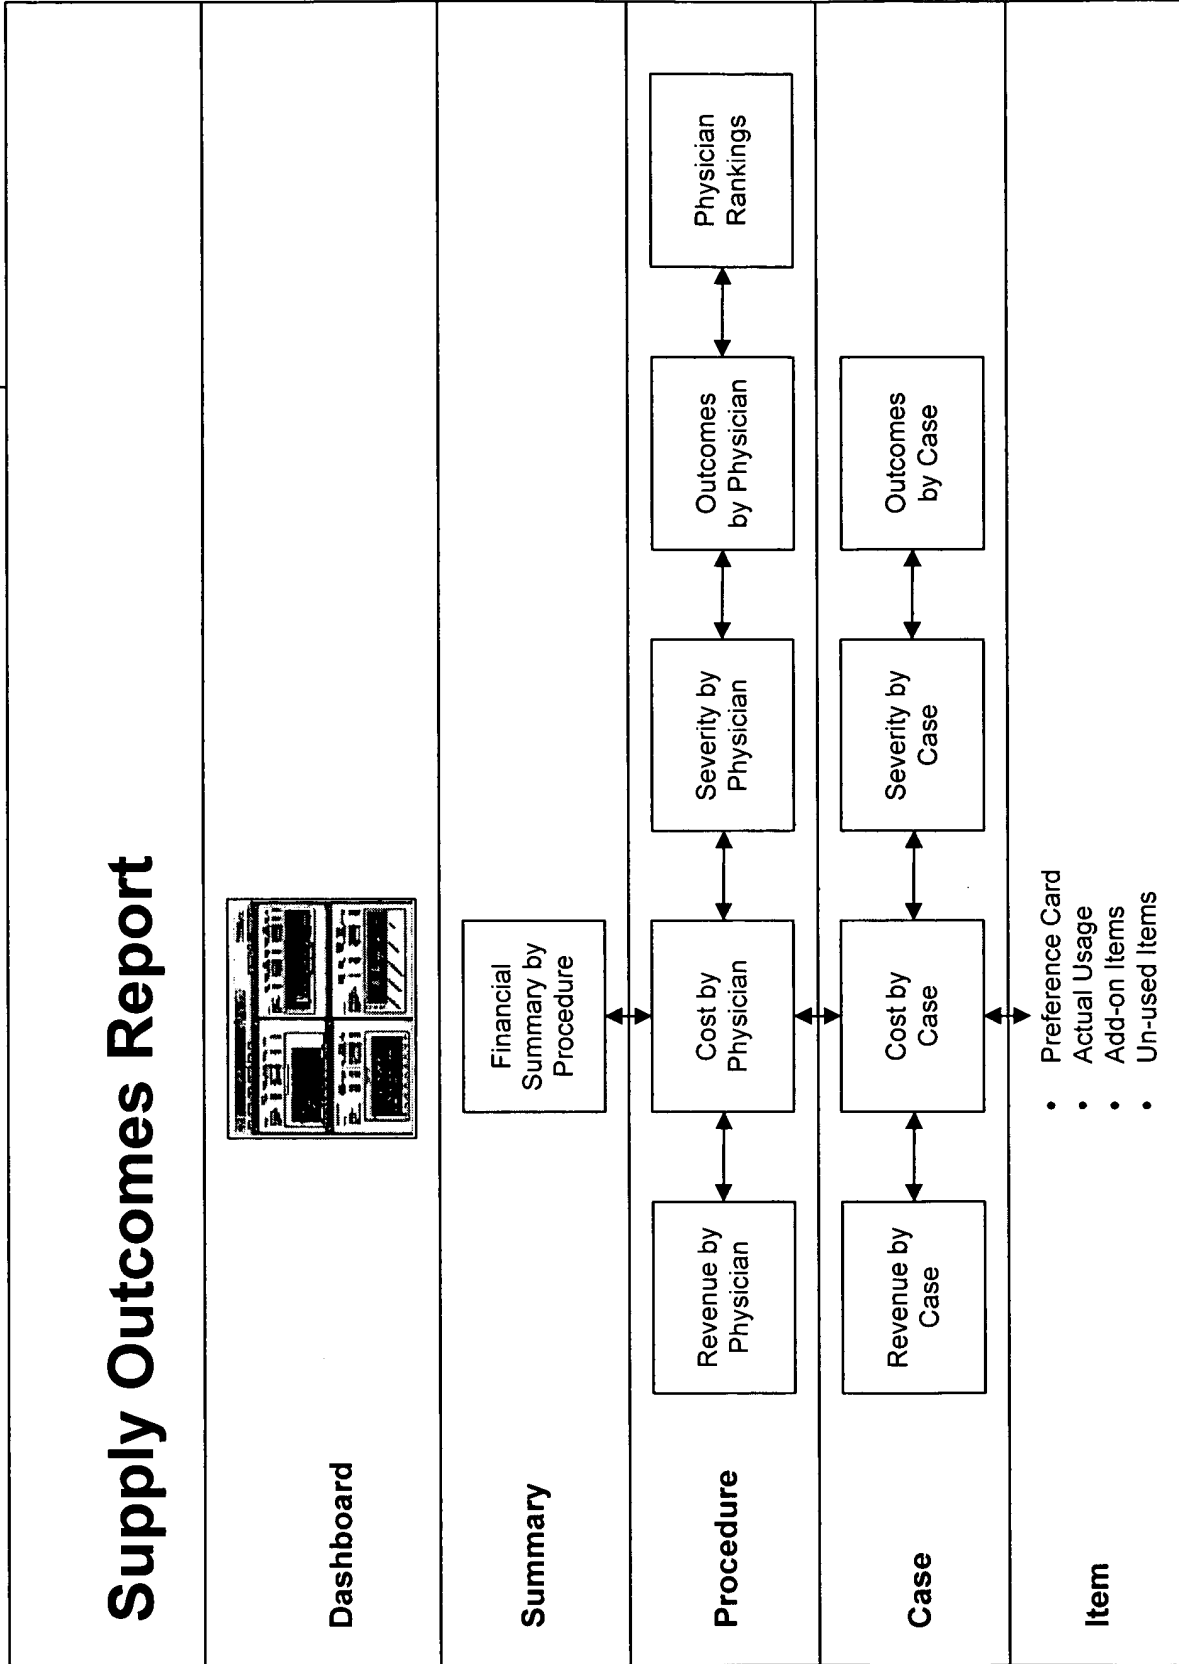 Supply Outcomes Report
Dashboard
Summary
Financial
Summary by
Procedure
Procedure
Revenue by
Physician
Cost by
Physician
Severity by
Physician
Outcomes
by Physician
Physician
Rankings
Case
Revenue by
Case
Cost by
Case
Severity by
Case
Outcomes
by Case
Item
• Preference Card
• Actual Usage
• Add-on Items
• Un-used Items